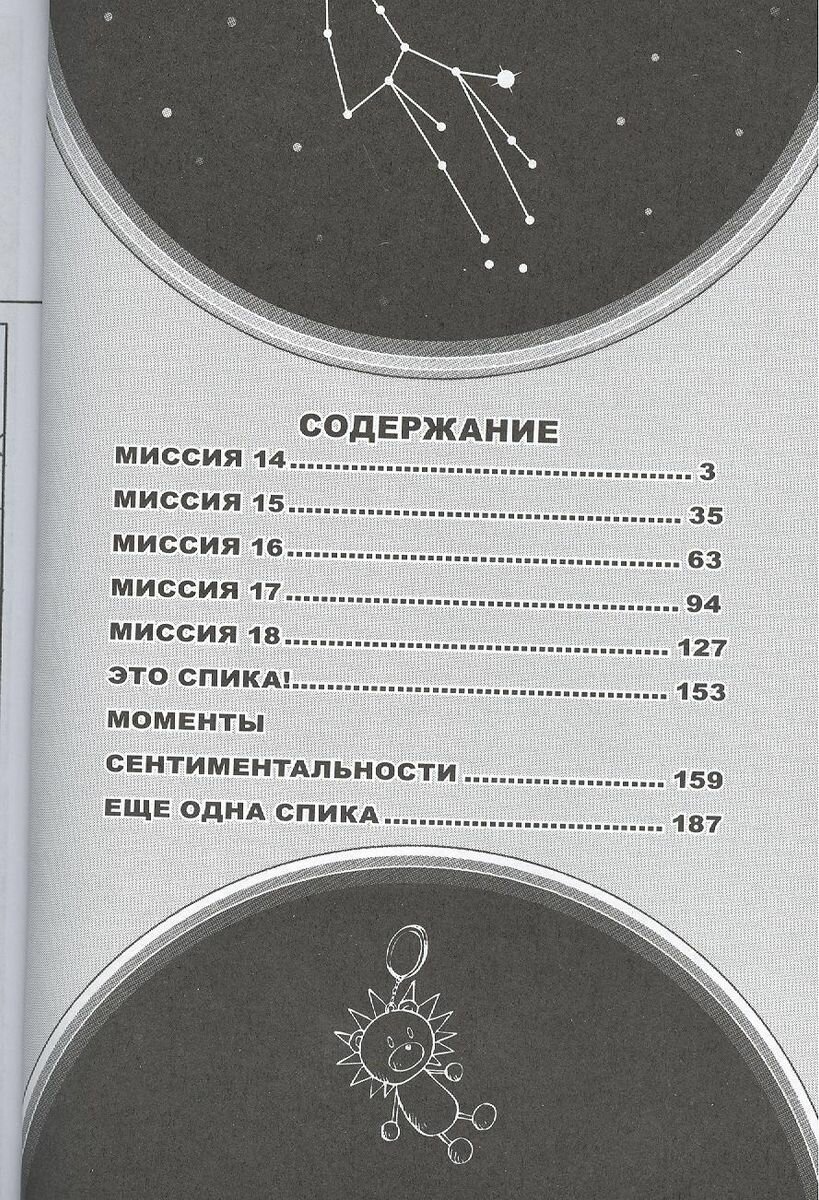 СОДЕРЖАНИЕ
МИССИЯ 14........................................ 3
МИССИЯ 15........................................ 35
МИССИЯ 16........................................ 63
МИССИЯ 17........................................ 94
МИССИЯ 18........................................ 127
ЭТО СПИКА!........................................ 153
МОМЕНТЫ
СЕНТИМЕНТАЛЬНОСТИ.................... 159
ЕЩЕ ОДНА СПИКА............................ 187